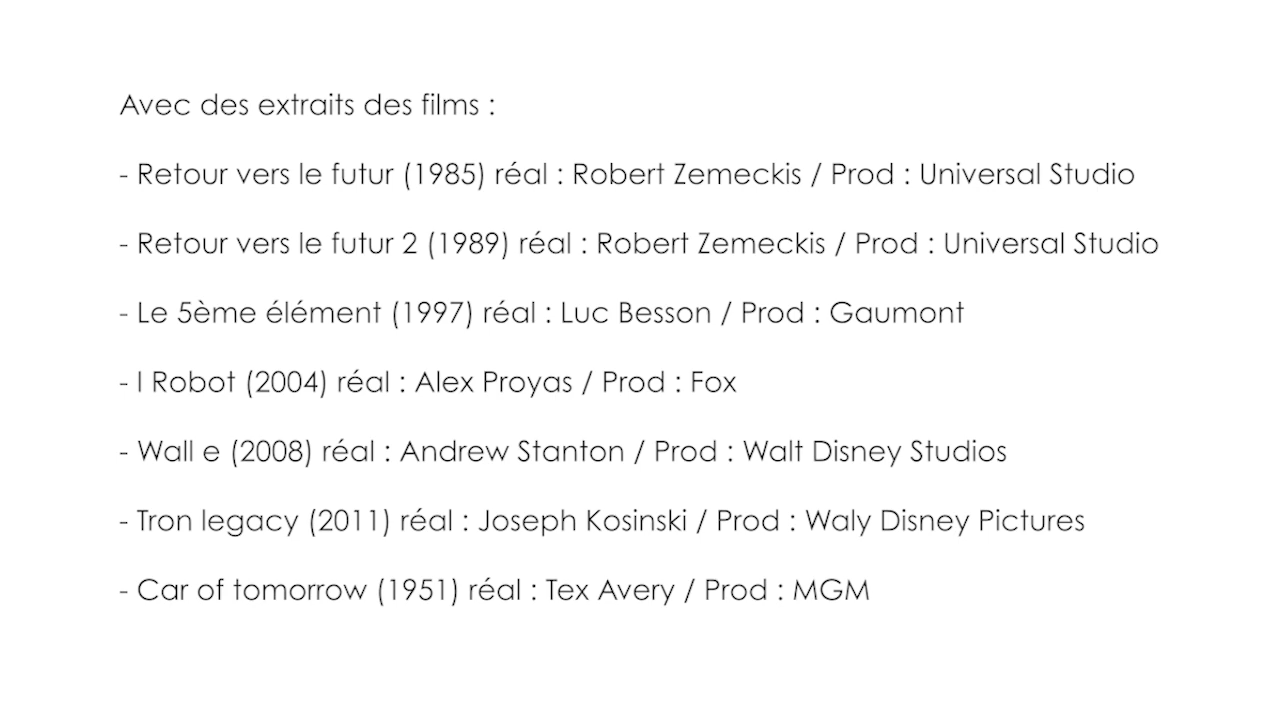 Avec des extraits des films :
- Retour vers le futur (1985) réal : Robert Zemeckis / Prod : Universal Studio
- Retour vers le futur 2 (1989) réal : Robert Zemeckis / Prod : Universal Studio
- Le 5ème élément (1997) réal : Luc Besson / Prod : Gaumont
- I Robot (2004) réal : Alex Proyas / Prod : Fox
- Wall e (2008) réal : Andrew Stanton / Prod : Walt Disney Studios
- Tron legacy (2011) réal : Joseph Kosinski / Prod : Waly Disney Pictures
- Car of tomorrow (1951) réal : Tex Avery / Prod : MGM